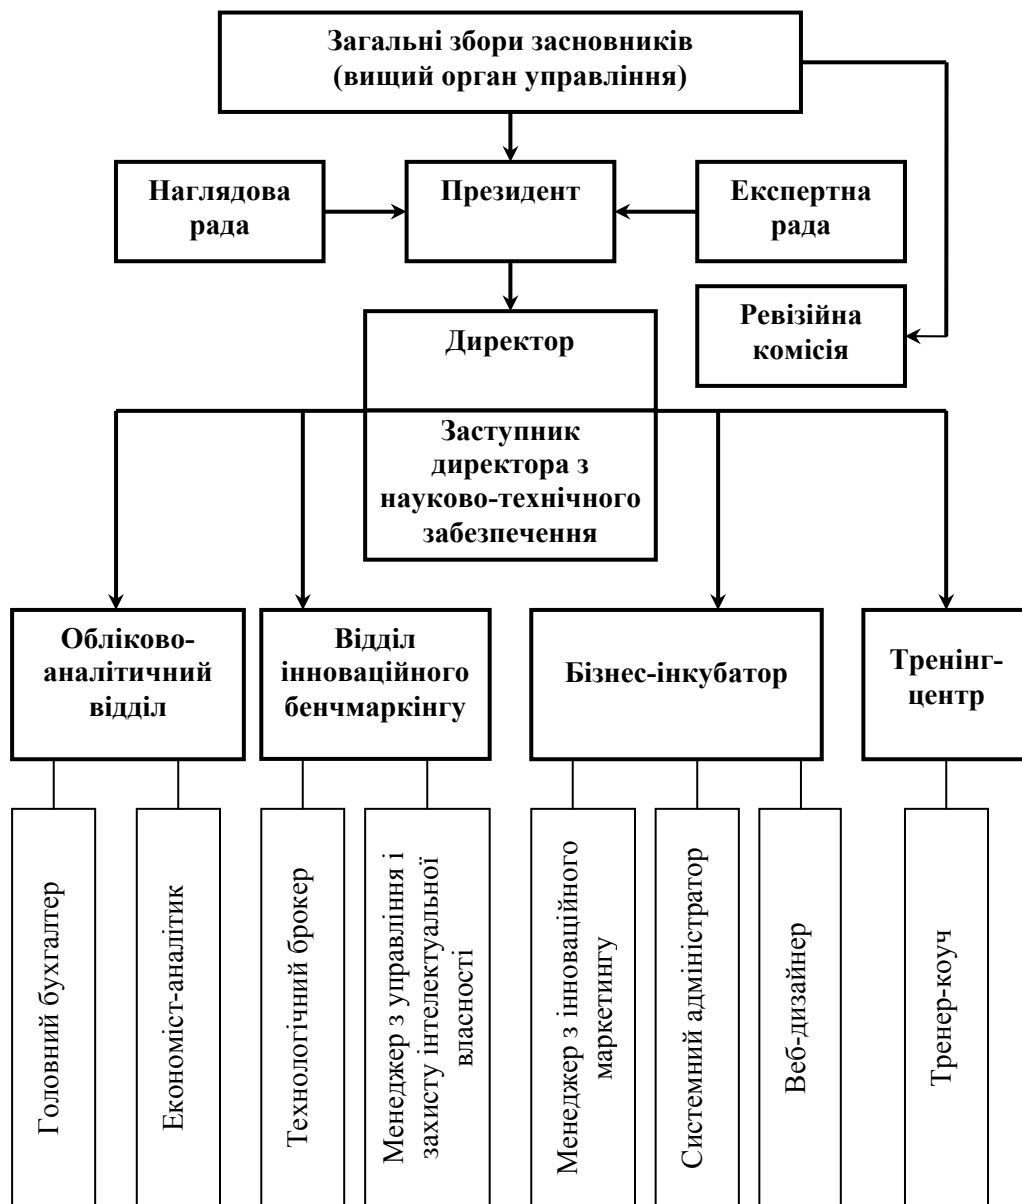 Загальні збори засновників
(вищий орган управління)
Наглядова
рада
Президент
Експертна
рада
Ревізійна
комісія
Директор
Заступник
директора з
науково-технічного
забезпечення
Обліково-
аналітичний
відділ
Відділ
інноваційного
бенчмаркінгу
Бізнес-інкубатор
Тренінг-
центр
Головний бухгалтер
Економіст-аналітик
Технологічний брокер
Менеджер з управління і
захисту інтелектуальної
власності
Менеджер з інноваційного
маркетингу
Системний адміністратор
Веб-дизайнер
Тренер-коуч